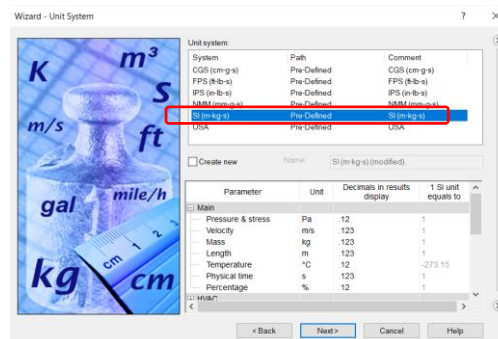 Wizard - Unit System
?
K
m³
S
m/s
ft
gal
mile/h
cm 1 2 3
kg
cm
Unit system:
System Path Comment
CGS (cm-g-s) Pre-Defined CGS (cm-g-s)
FPS (ft-lb-s) Pre-Defined FPS (ft-lb-s)
IPS (in-lb-s) Pre-Defined IPS (in-lb-s)
NMM (mm-g-s) Pre-Defined NMM (mm-g-s)
SI (m-kg-s) Pre-Defined SI (m-kg-s)
USA Pre-Defined USA
Create new Name: SI (m-kg-s) (modified)
Parameter Unit Decimals in results display 1 SI unit equals to
Main
Pressure & stress Pa .12 1
Velocity m/s .123 1
Mass kg .123 1
Length m .123 1
Temperature °C .12 -273.15
Physical time s .123 1
Percentage % .12 1
HVAC
< Back Next > Cancel Help